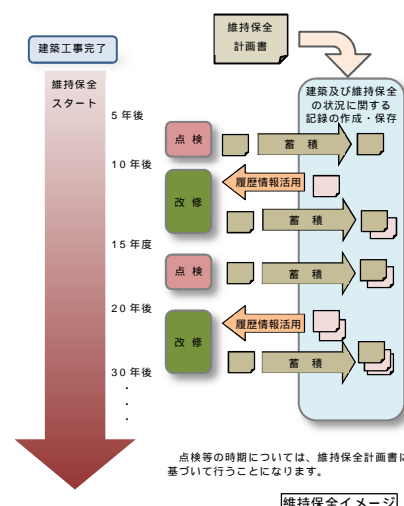 建築工事完了
維持保全
計画書
維持保全
スタート
建築及び維持保全
の状況に関する
記録の作成・保存
5年後
点検
蓄積
10年後
履歴情報活用
改修
蓄積
15年度
点検
蓄積
20年後
履歴情報活用
改修
蓄積
30年後
・
・
・
点検等の時期については、維持保全計画書に
基づいて行うことになります。
維持保全イメージ